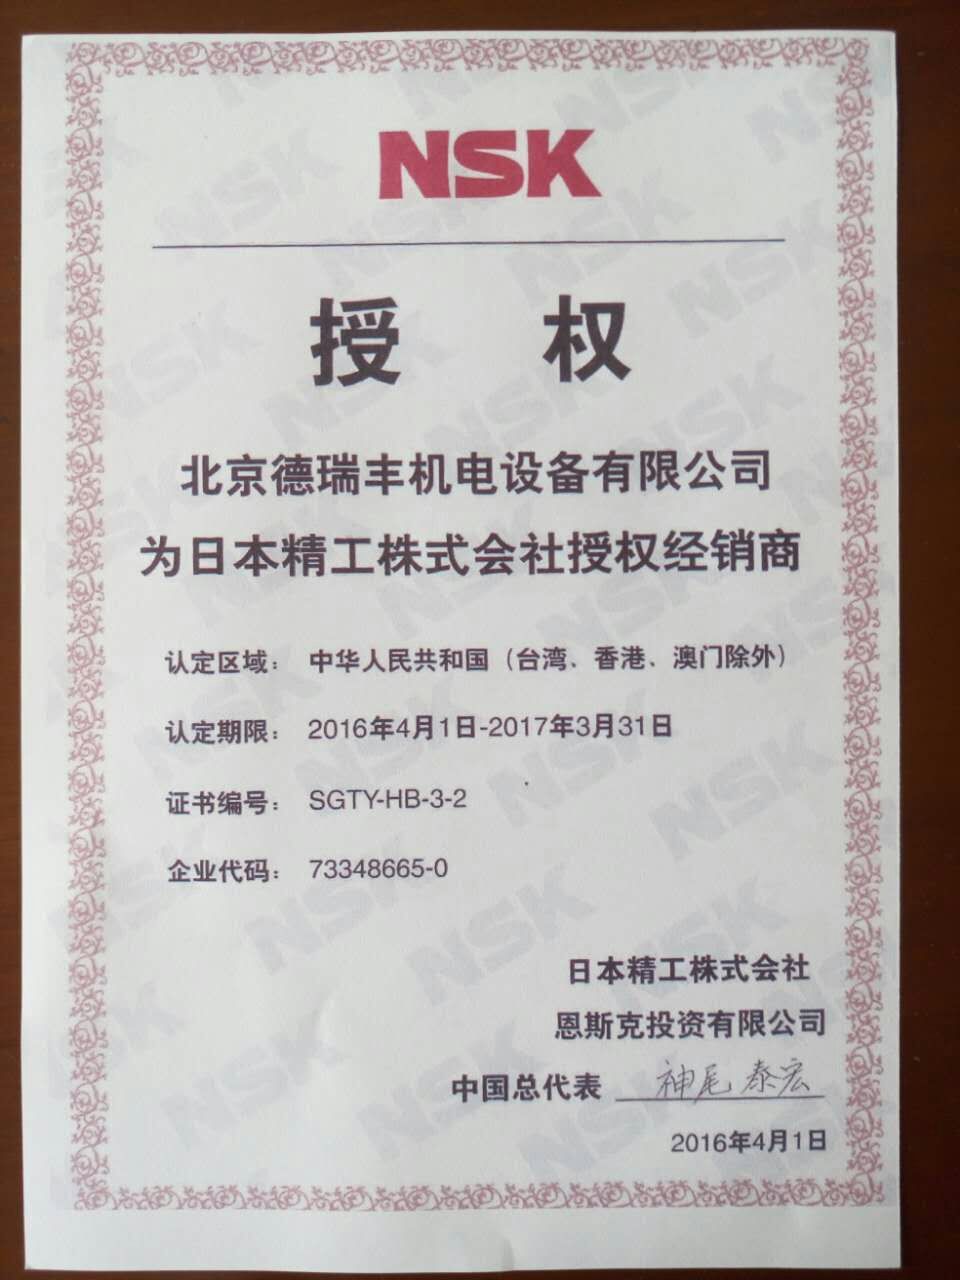 NSK
授 权
北京德瑞丰机电设备有限公司
为日本精工株式会社授权经销商
认定区域： 中华人民共和国（台湾、香港、澳门除外）
认定期限： 2016年4月1日-2017年3月31日
证书编号： SGTY-HB-3-2
企业代码： 73348665-0
日本精工株式会社
恩斯克投资有限公司
中国总代表 神尾泰宏
2016年4月1日